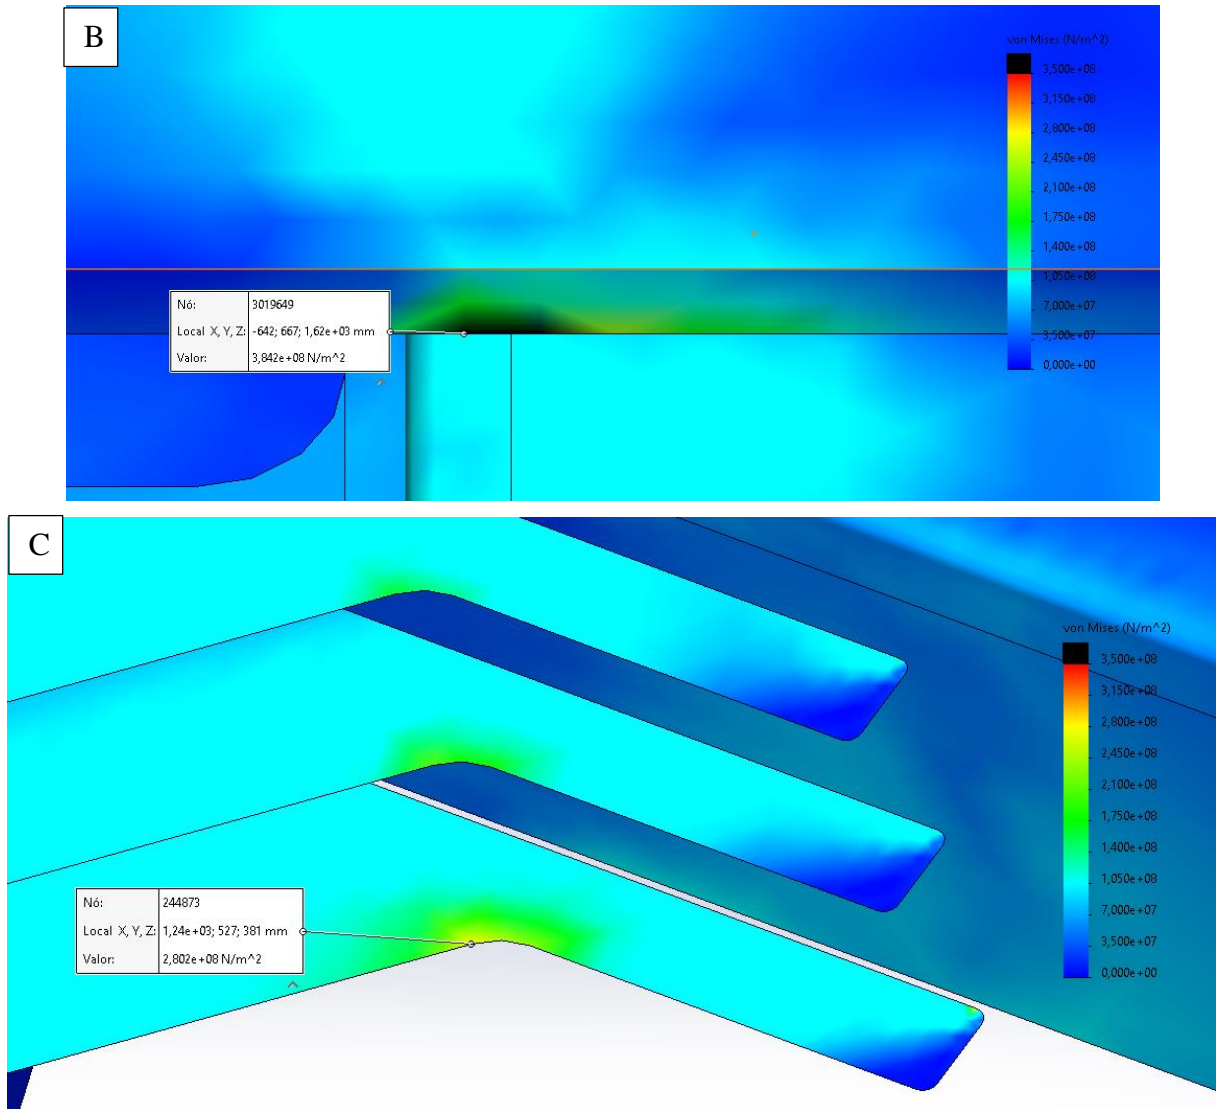 B
von Mises (N/m^2)
3,500e+08
3,150e+08
2,800e+08
2,450e+08
2,100e+08
1,750e+08
1,400e+08
1,050e+08
7,000e+07
3,500e+07
0,000e+00
Nó: 3019649
Local X, Y, Z: -642; 667; 1,62e+03 mm
Valor: 3,842e+08 N/m^2
C
von Mises (N/m^2)
3,500e+08
3,150e+08
2,800e+08
2,450e+08
2,100e+08
1,750e+08
1,400e+08
1,050e+08
7,000e+07
3,500e+07
0,000e+00
Nó: 244873
Local X, Y, Z: 1,24e+03; 527; 381 mm
Valor: 2,802e+08 N/m^2